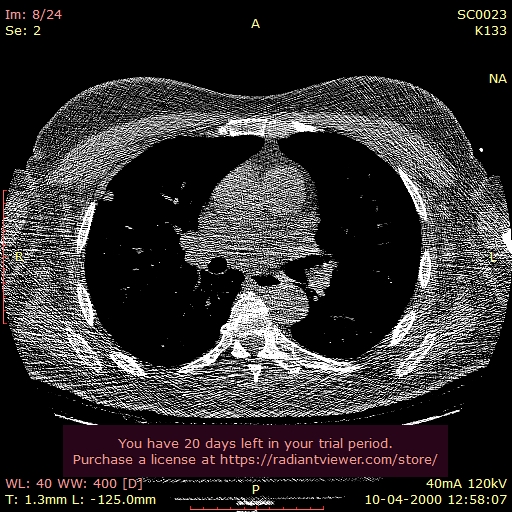 Im: 8/24
Se: 2
A
SC0023
K133
NA
R
L
You have 20 days left in your trial period.
Purchase a license at https://radiantviewer.com/store/
WL: 40 WW: 400 [D]
T: 1.3mm L: -125.0mm
P
40mA 120kV
10-04-2000 12:58:07